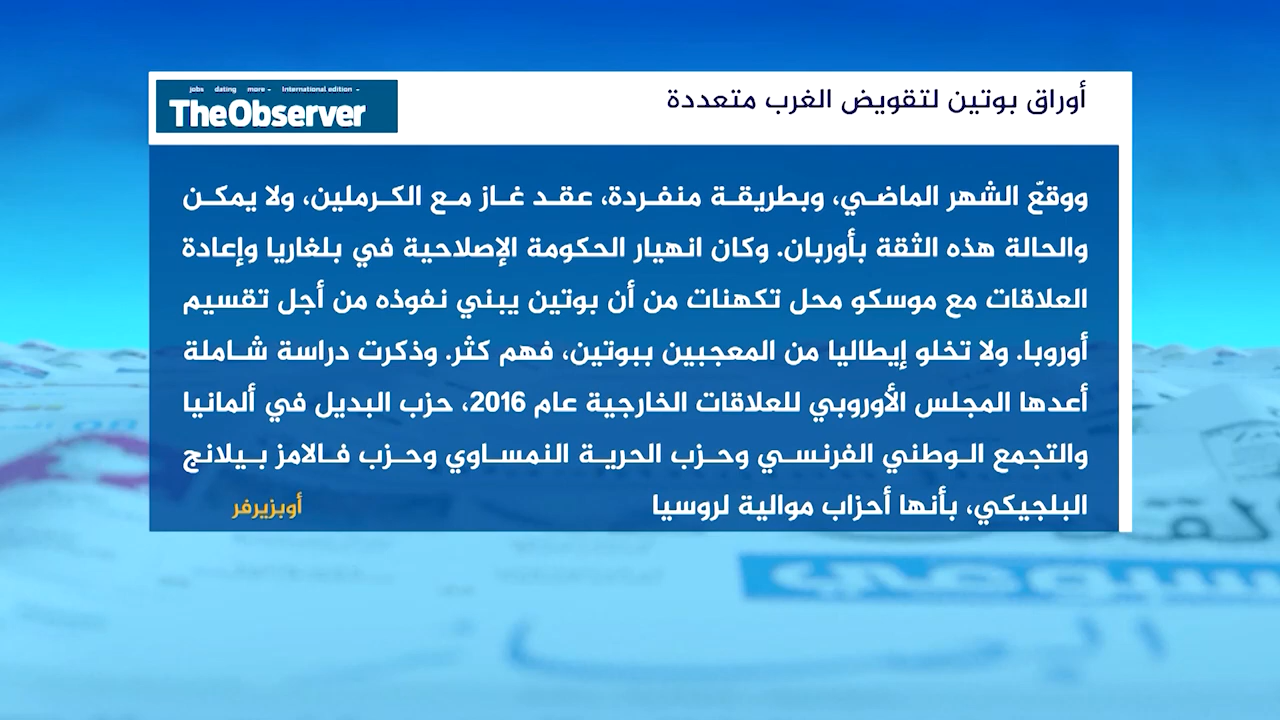 jobs dating more International edition
TheObserver
أوراق بوتين لتقويض الغرب متعددة
ووقّع الشهر الماضي، وبطريقة منفردة، عقد غاز مع الكرملين، ولا يمكن
والحالة هذه الثقة بأوربان. وكان انهيار الحكومة الإصلاحية في بلغاريا وإعادة
العلاقات مع موسكو محل تكهنات من أن بوتين يبني نفوذه من أجل تقسيم
أوروبا. ولا تخلو إيطاليا من المعجبين ببوتين، فهم كثر. وذكرت دراسة شاملة
أعدها المجلس الأوروبي للعلاقات الخارجية عام 2016، حزب البديل في ألمانيا
والتجمع الوطني الفرنسي وحزب الحرية النمساوي وحزب فالامز بيلانج
البلجيكي، بأنها أحزاب موالية لروسيا
أوبزيرفر